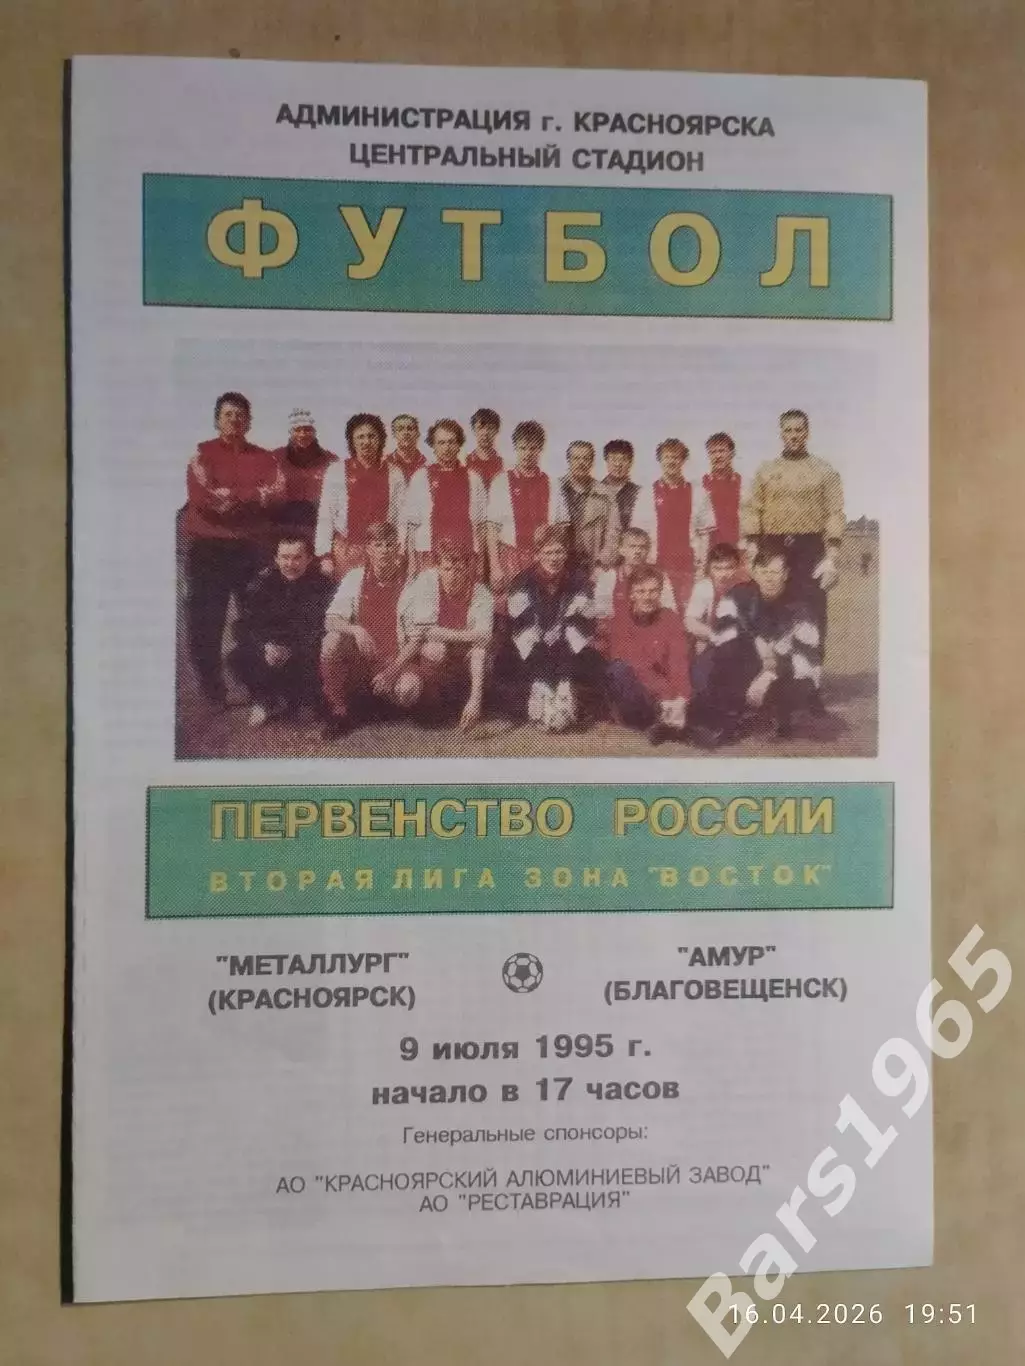 АДМИНИСТРАЦИЯ г. КРАСНОЯРСКА
ЦЕНТРАЛЬНЫЙ СТАДИОН
ФУТБОЛ
ПЕРВЕНСТВО РОССИИ
ВТОРАЯ ЛИГА ЗОНА "ВОСТОК"
"МЕТАЛЛУРГ"
(КРАСНОЯРСК)
"АМУР"
(БЛАГОВЕЩЕНСК)
9 июля 1995 г.
начало в 17 часов
Генеральные спонсоры:
АО "КРАСНОЯРСКИЙ АЛЮМИНИЕВЫЙ ЗАВОД"
АО "РЕСТАВРАЦИЯ"
Bars1965
16.04.2026 19:51